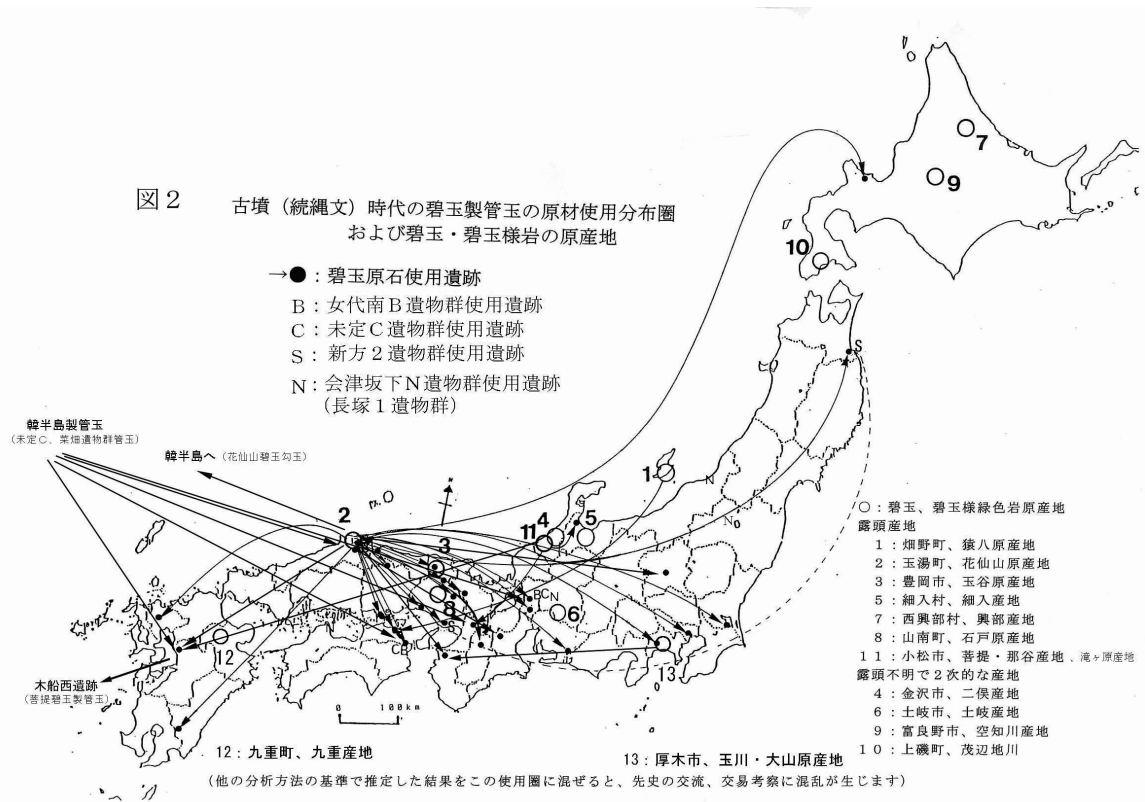 図2
古墳（続縄文）時代の碧玉製管玉の原材使用分布圏
および碧玉・碧玉様岩の原産地
→●：碧玉原石使用遺跡
B：女代南B遺物群使用遺跡
C：未定C遺物群使用遺跡
S：新方2遺物群使用遺跡
N：会津坂下N遺物群使用遺跡
（長塚1遺物群）
韓半島製管玉
（未定C、菜畑遺物群管玉）
韓半島へ（花仙山碧玉勾玉）
木船西遺跡
（菩提碧玉製管玉）
7
9
10
S
1
N
N
2
3
11
4
5
8
BCN
6
12
13
100km
○：碧玉、碧玉様緑色岩原産地
露頭産地
1：畑野町、猿八原産地
2：玉湯町、花仙山原産地
3：豊岡市、玉谷原産地
5：細入村、細入産地
7：西興部村、興部産地
8：山南町、石戸原産地
11：小松市、菩提・那谷産地、滝ヶ原産地
露頭不明で2次的な産地
4：金沢市、二俣産地
6：土岐市、土岐産地
9：富良野市、空知川産地
10：上磯町、茂辺地川
12：九重町、九重産地
13：厚木市、玉川・大山原産地
（他の分析方法の基準で推定した結果をこの使用圏に混ぜると、先史の交流、交易考察に混乱が生じます）